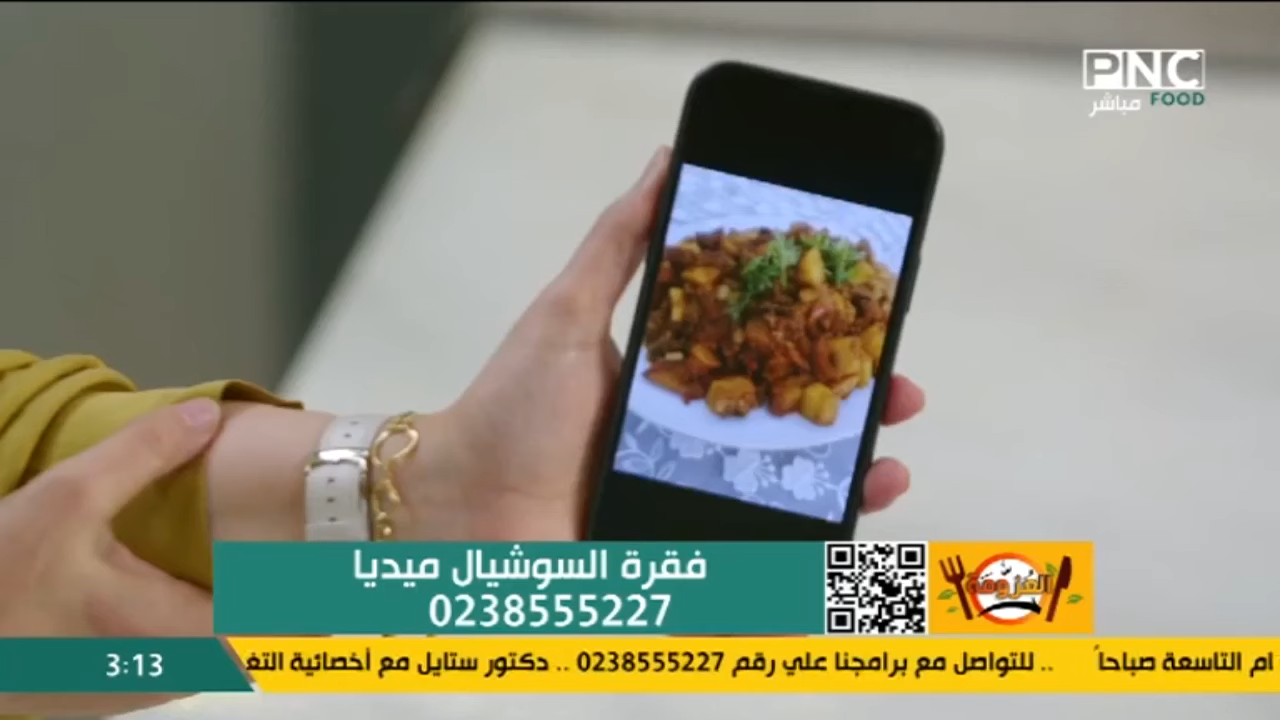 PNC
FOOD مباشر
فقرة السوشيال ميديا
0238555227
العزومة
3:13
ام التاسعة صباحاً .. للتواصل مع برامجنا علي رقم 0238555227 .. دكتور ستايل مع أخصائية التغ